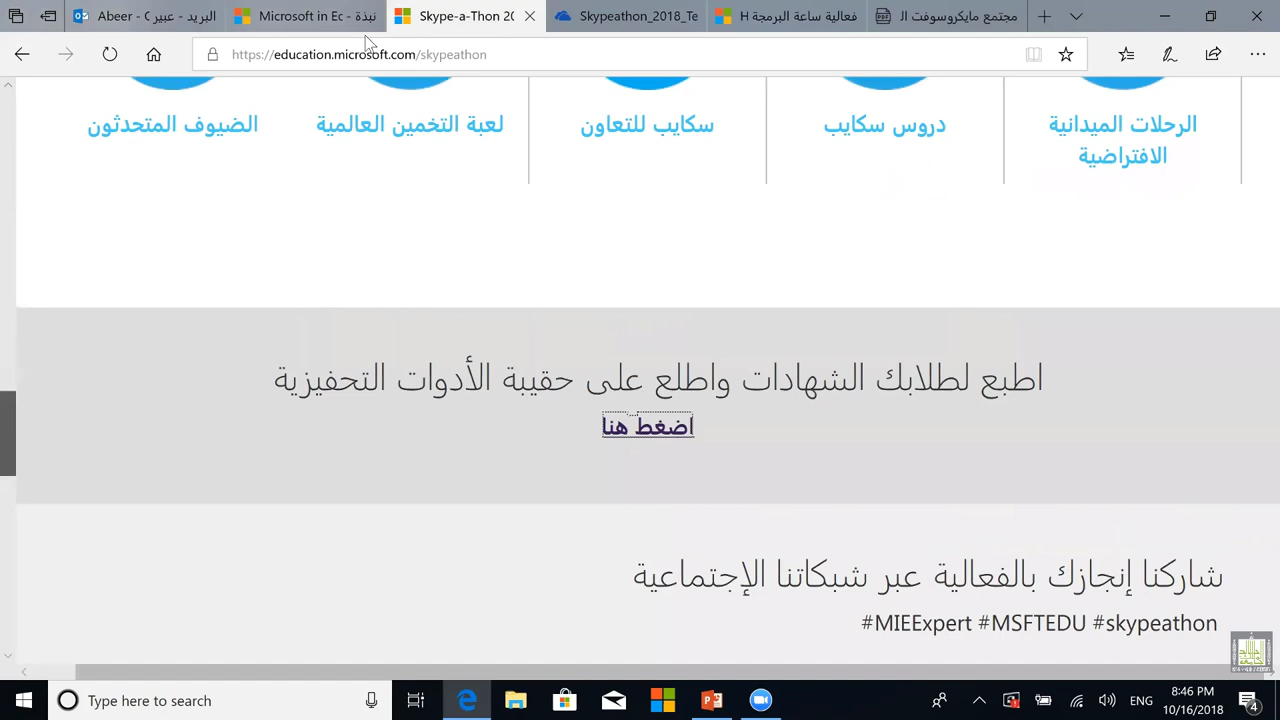 Abeer - البريد - عبير C
Microsoft in Ec - نبذة
Skype-a-Thon 20
Skypeathon_2018_Te
فعالية ساعة البرمجة H
مجتمع مايكروسوفت ال
https://education.microsoft.com/skypeathon
الرحلات الميدانية
الافتراضية
دروس سكايب
سكايب للتعاون
لعبة التخمين العالمية
الضيوف المتحدثون
اطبع لطلابك الشهادات واطلع على حقيبة الأدوات التحفيزية
اضغط هنا
شاركنا إنجازك بالفعالية عبر شبكاتنا الإجتماعية
#MIEExpert #MSFTEDU #skypeathon
Type here to search
ENG
8:46 PM
10/16/2018
4